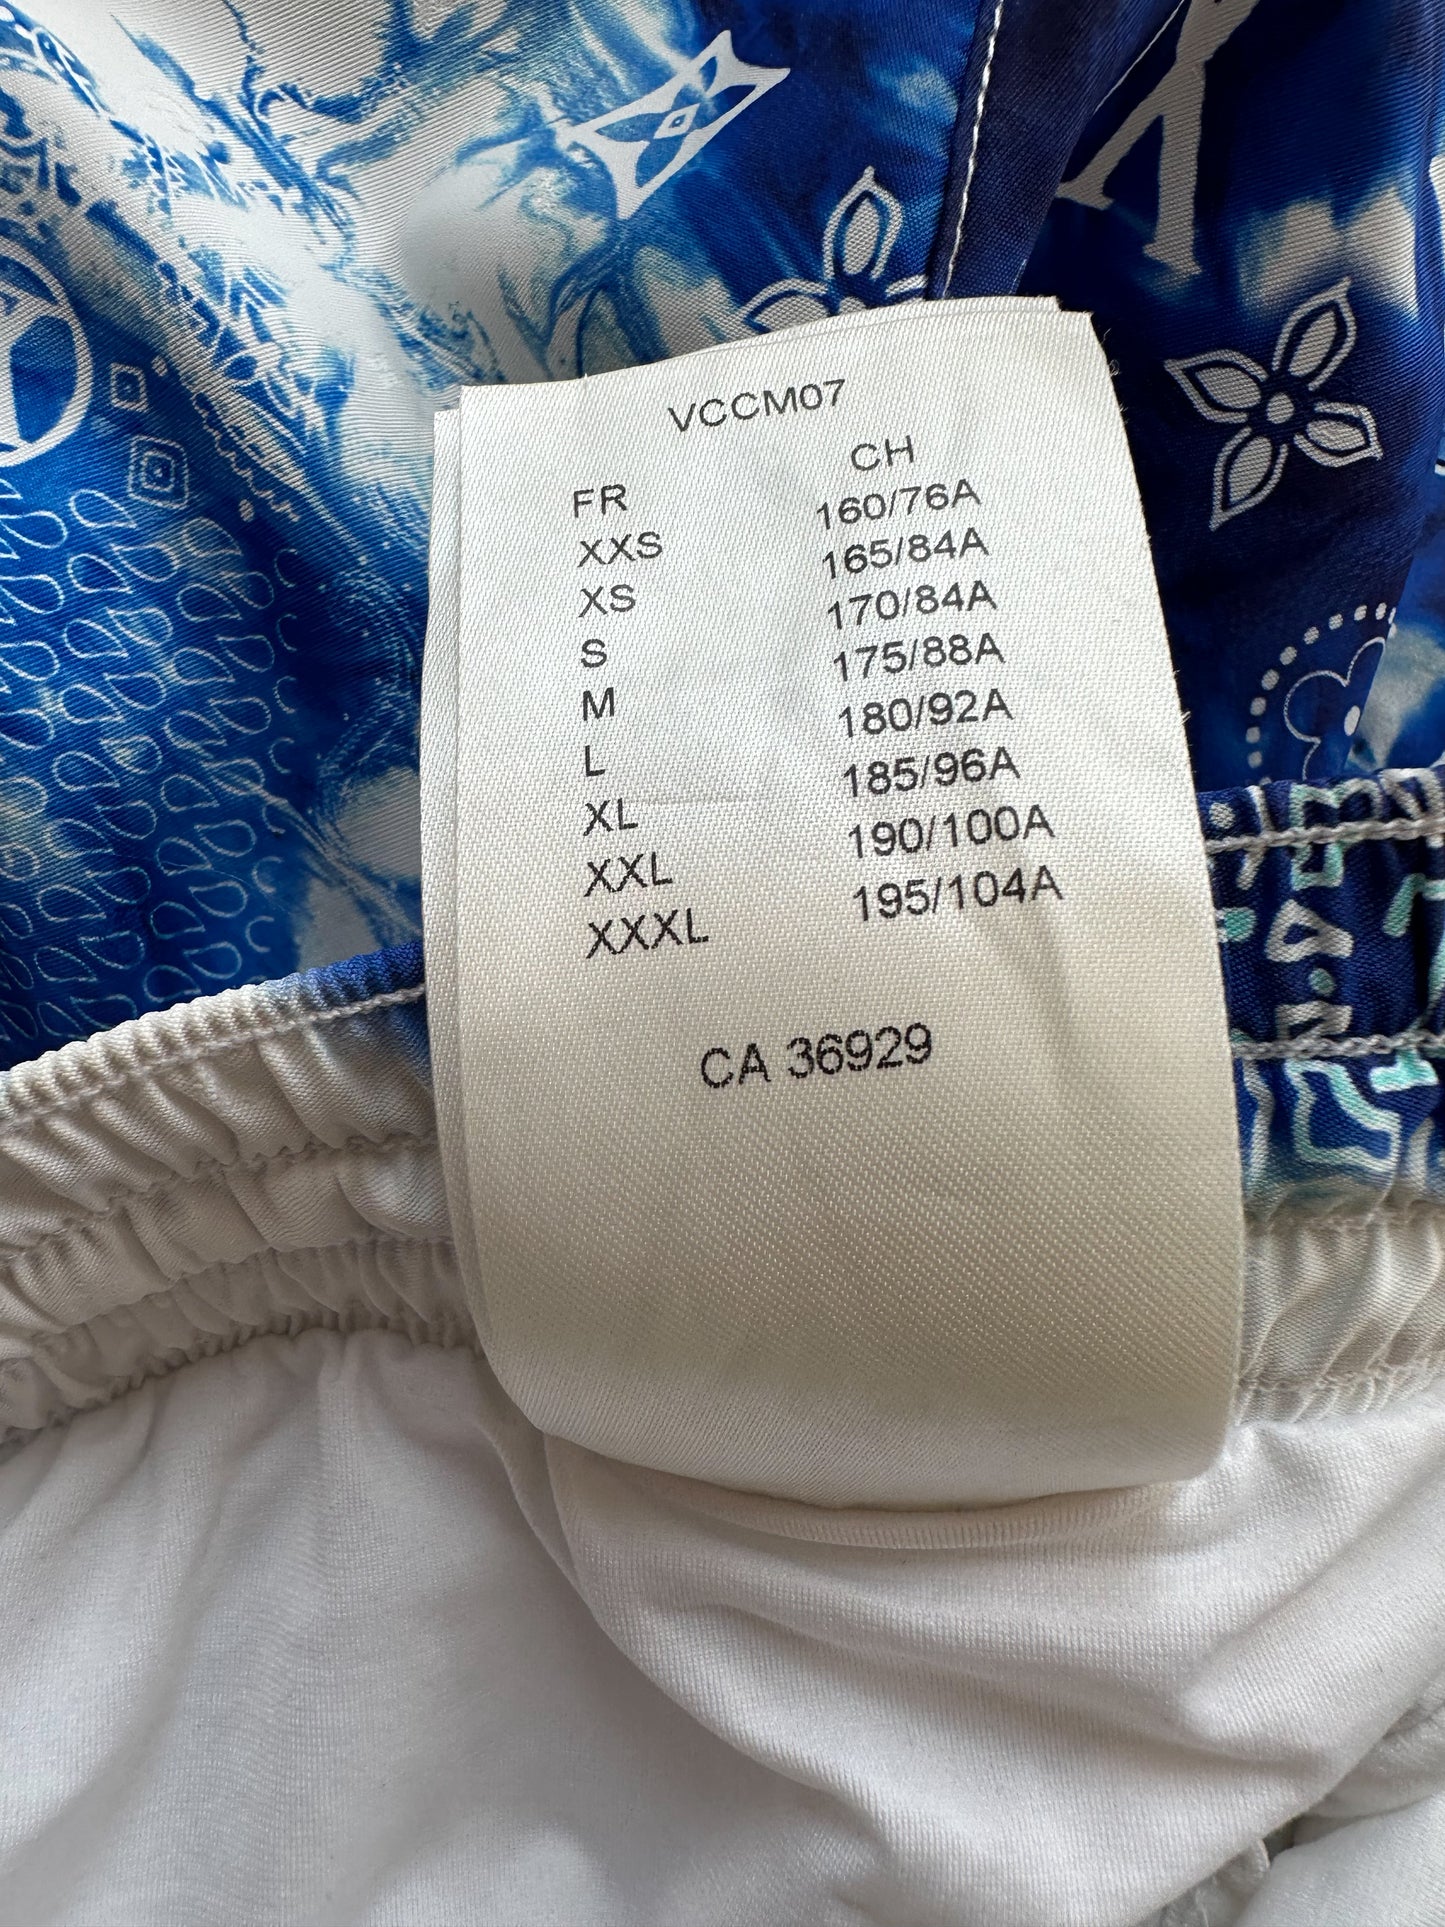 VCCM07
FR CH
XXS 160/76A
XS 165/84A
S 170/84A
M 175/88A
L 180/92A
XL 185/96A
XXL 190/100A
XXXL 195/104A
CA 36929